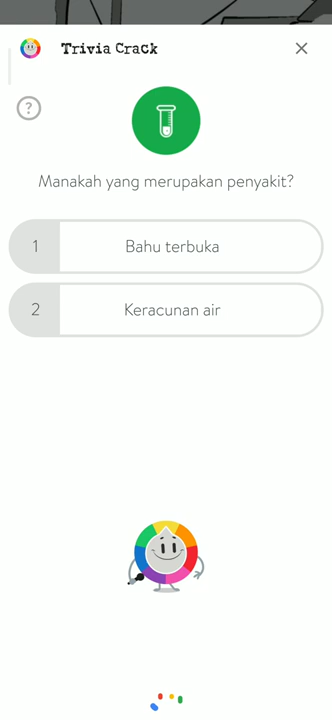 Trivia Crack
?
Manakah yang merupakan penyakit?
1 Bahu terbuka
2 Keracunan air